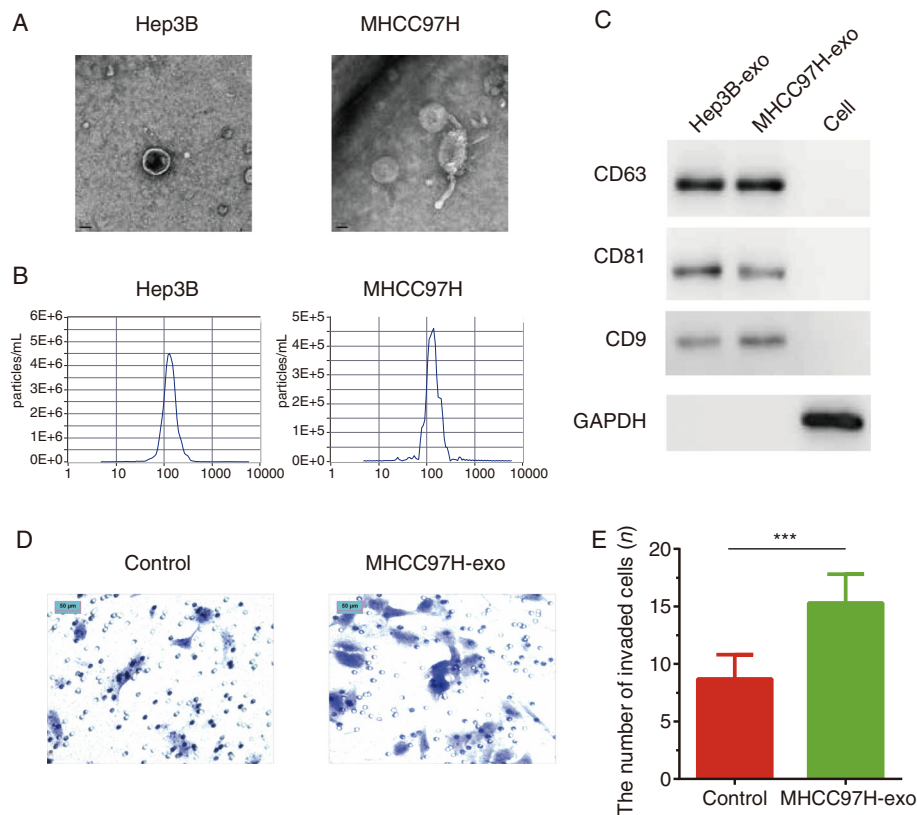 A
Hep3B
MHCC97H
B
Hep3B
MHCC97H
particles/mL
6E+6
5E+6
4E+6
3E+6
2E+6
1E+6
0E+0
1 10 100 1000 10000
particles/mL
5E+5
4E+5
3E+5
2E+5
1E+5
0E+0
1 10 100 1000 10000
C
Hep3B-exo
MHCC97H-exo
Cell
CD63
CD81
CD9
GAPDH
D
Control
MHCC97H-exo
50 µm
50 µm
E
The number of invaded cells (n)
20
15
10
5
0
***
Control
MHCC97H-exo